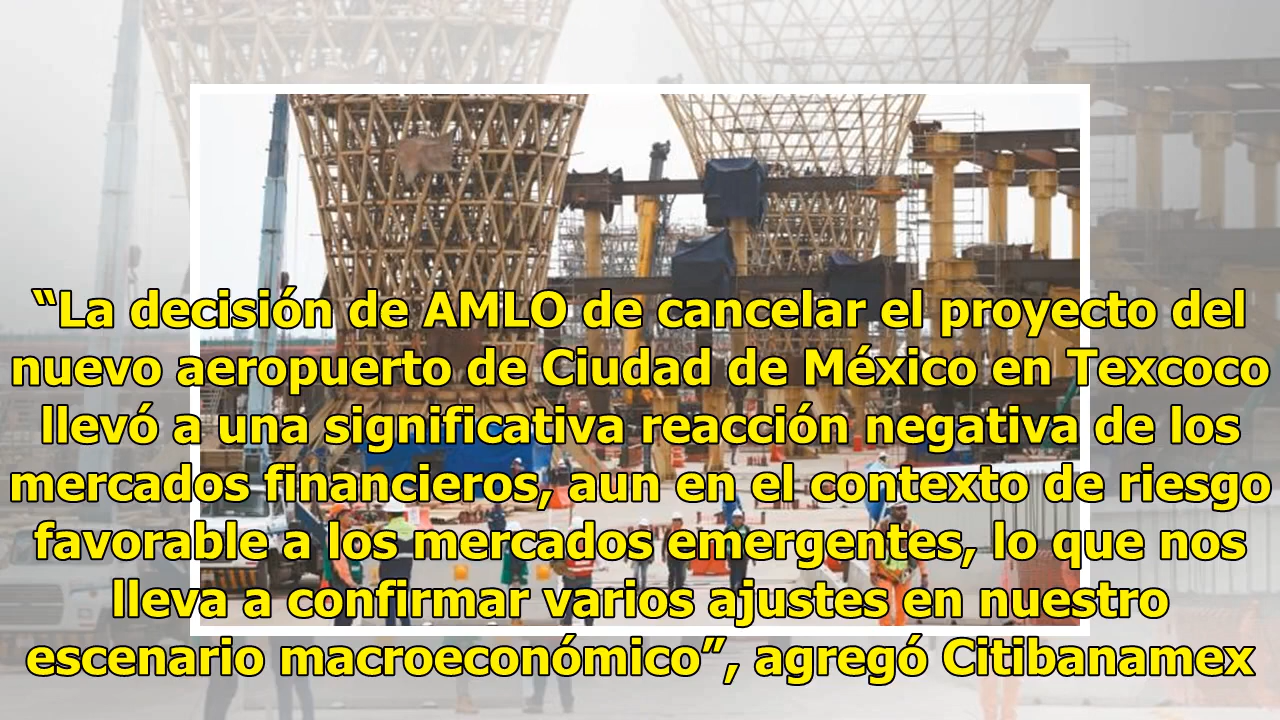 “La decisión de AMLO de cancelar el proyecto del
nuevo aeropuerto de Ciudad de México en Texcoco
llevó a una significativa reacción negativa de los
mercados financieros, aun en el contexto de riesgo
favorable a los mercados emergentes, lo que nos
lleva a confirmar varios ajustes en nuestro
escenario macroeconómico”, agregó Citibanamex